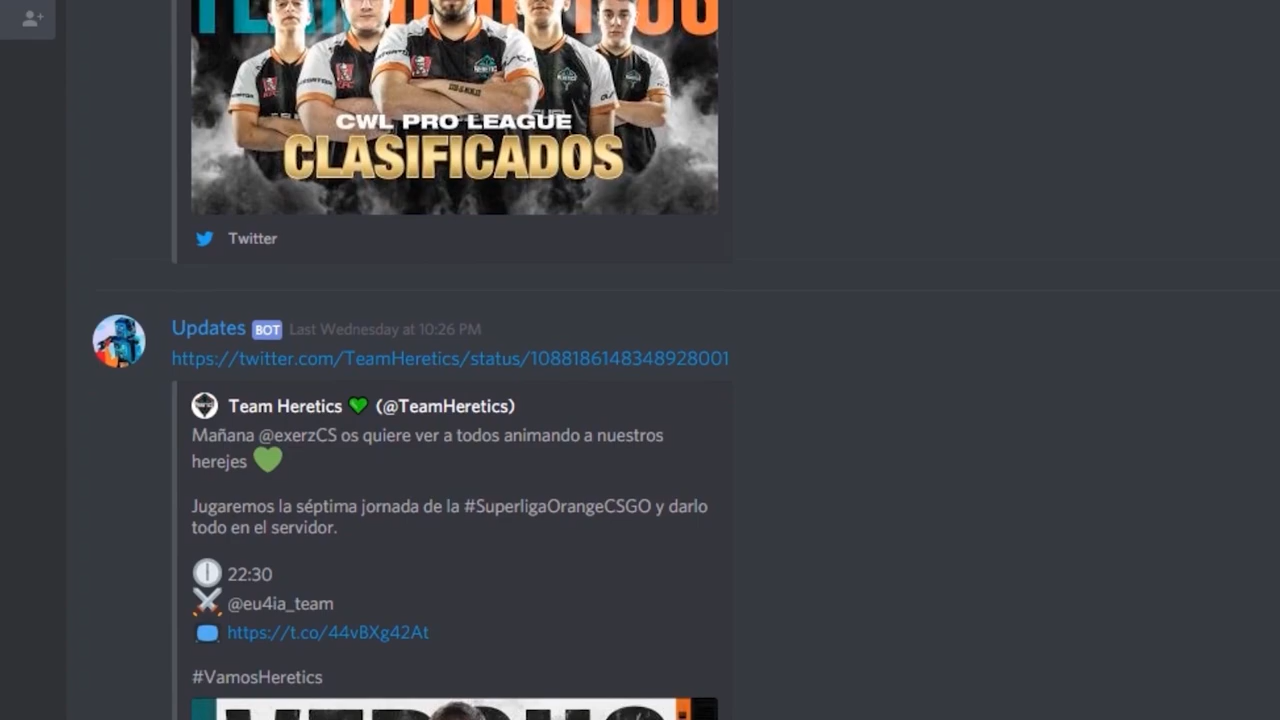 TEAM HERETICS
CWL PRO LEAGUE
CLASIFICADOS
Twitter
Updates BOT Last Wednesday at 10:26 PM
https://twitter.com/TeamHeretics/status/1088186148348928001
Team Heretics 💚 (@TeamHeretics)
Mañana @exerzCS os quiere ver a todos animando a nuestros
herejes 💚
Jugaremos la séptima jornada de la #SuperligaOrangeCSGO y darlo
todo en el servidor.
22:30
@eu4ia_team
https://t.co/44vBXg42At
#VamosHeretics